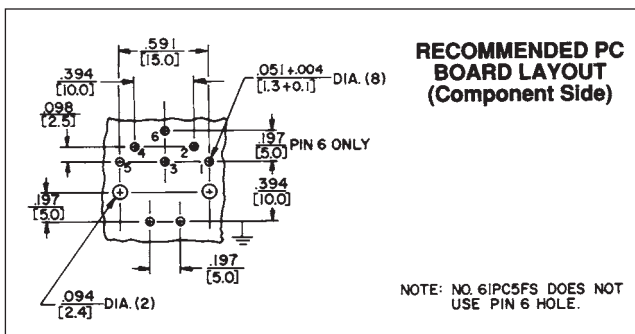 RECOMMENDED PC
BOARD LAYOUT
(Component Side)
.591
[15.0]
.394
[10.0]
.051+.004 DIA. (8)
[1.3+0.1]
.098
[2.5]
6
4
2
5
3
1
.197 PIN 6 ONLY
[5.0]
.394
[10.0]
.197
[5.0]
.197
[5.0]
.094 DIA. (2)
[2.4]
NOTE: NO. 61PC5FS DOES NOT
USE PIN 6 HOLE.